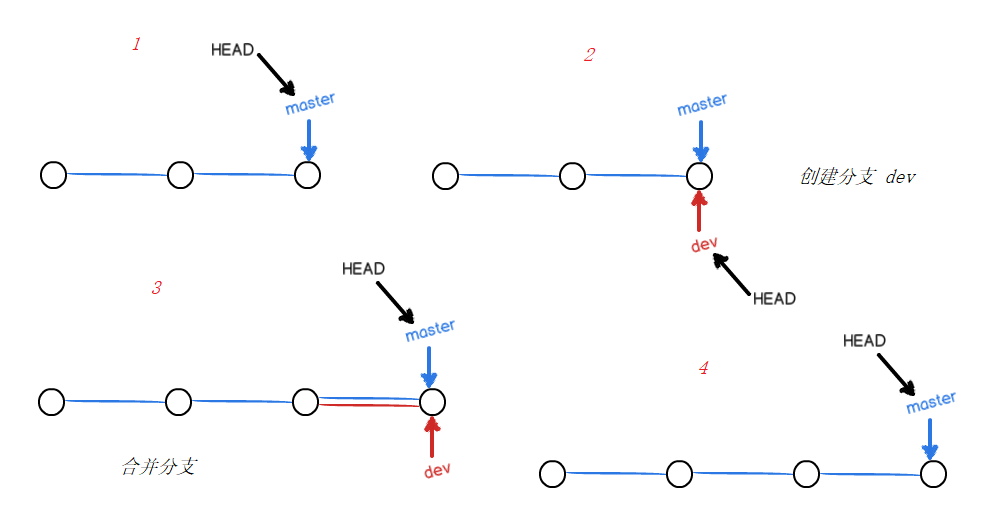 1
HEAD
master
2
master
创建分支 dev
dev
HEAD
3
HEAD
master
合并分支
dev
4
HEAD
master